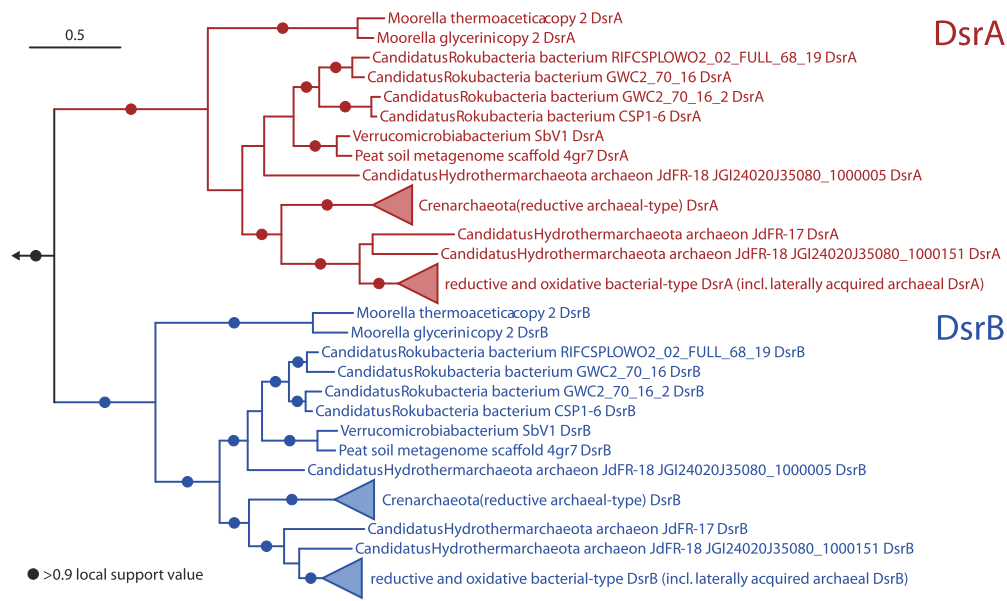 0.5
DsrA
Moorella thermoaceticacopy 2 DsrA
Moorella glycerinicopy 2 DsrA
CandidatusRokubacteria bacterium RIFCSPLOWO2_02_FULL_68_19 DsrA
CandidatusRokubacteria bacterium GWC2_70_16 DsrA
CandidatusRokubacteria bacterium GWC2_70_16_2 DsrA
CandidatusRokubacteria bacterium CSP1-6 DsrA
Verrucomicrobiabacterium SbV1 DsrA
Peat soil metagenome scaffold 4gr7 DsrA
CandidatusHydrothermarchaeota archaeon JdFR-18 JGI24020J35080_1000005 DsrA
Crenarchaeota(reductive archaeal-type) DsrA
CandidatusHydrothermarchaeota archaeon JdFR-17 DsrA
CandidatusHydrothermarchaeota archaeon JdFR-18 JGI24020J35080_1000151 DsrA
reductive and oxidative bacterial-type DsrA (incl. laterally acquired archaeal DsrA)
DsrB
Moorella thermoaceticacopy 2 DsrB
Moorella glycerinicopy 2 DsrB
CandidatusRokubacteria bacterium RIFCSPLOWO2_02_FULL_68_19 DsrB
CandidatusRokubacteria bacterium GWC2_70_16 DsrB
CandidatusRokubacteria bacterium GWC2_70_16_2 DsrB
CandidatusRokubacteria bacterium CSP1-6 DsrB
Verrucomicrobiabacterium SbV1 DsrB
Peat soil metagenome scaffold 4gr7 DsrB
CandidatusHydrothermarchaeota archaeon JdFR-18 JGI24020J35080_1000005 DsrB
Crenarchaeota(reductive archaeal-type) DsrB
CandidatusHydrothermarchaeota archaeon JdFR-17 DsrB
CandidatusHydrothermarchaeota archaeon JdFR-18 JGI24020J35080_1000151 DsrB
reductive and oxidative bacterial-type DsrB (incl. laterally acquired archaeal DsrB)
>0.9 local support value